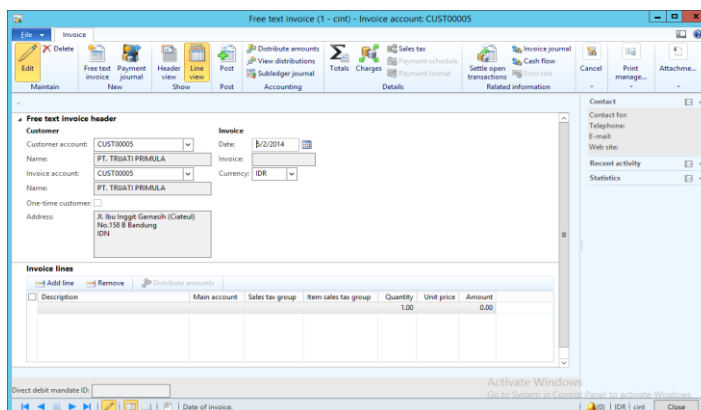 Free text invoice (1 - cint) - Invoice account: CUST00005
File
Invoice
Edit
Delete
Maintain
Free text invoice
Payment journal
New
Header view
Line view
Show
Post
Post
Distribute amounts
View distributions
Subledger journal
Accounting
Totals
Charges
Sales tax
Payment schedule
Payment format
Details
Settle open transactions
Invoice journal
Cash flow
Error text
Related information
Cancel
Print manage...
Attachme...
Free text invoice header
Customer
Customer account: CUST00005
Name: PT. TRIJATI PRIMULA
Invoice account: CUST00005
Name: PT. TRIJATI PRIMULA
One-time customer:
Address: Jl. Ibu Inggit Garnasih (Ciateul)
No.158 B Bandung
IDN
Invoice
Date: 5/2/2014
Invoice:
Currency: IDR
Invoice lines
Add line Remove Distribute amounts
Description Main account Sales tax group Item sales tax group Quantity Unit price Amount
1.00 0.00
Contact
Contact for:
Telephone:
E-mail:
Web site:
Recent activity
Statistics
Direct debit mandate ID:
Activate Windows
Go to System in Control Panel to activate Windows.
Date of invoice.
(0) IDR cint Close